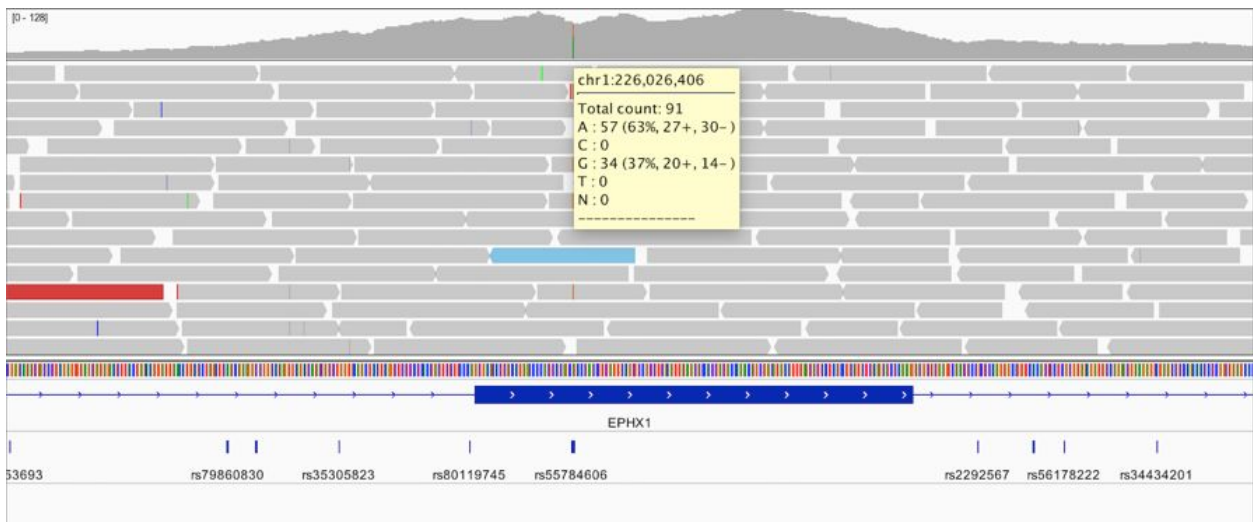 [0 - 128]
chr1:226,026,406
Total count: 91
A : 57 (63%, 27+, 30- )
C : 0
G : 34 (37%, 20+, 14- )
T : 0
N : 0
---------------
EPHX1
53693 rs79860830 rs35305823 rs80119745 rs55784606 rs2292567 rs56178222 rs34434201